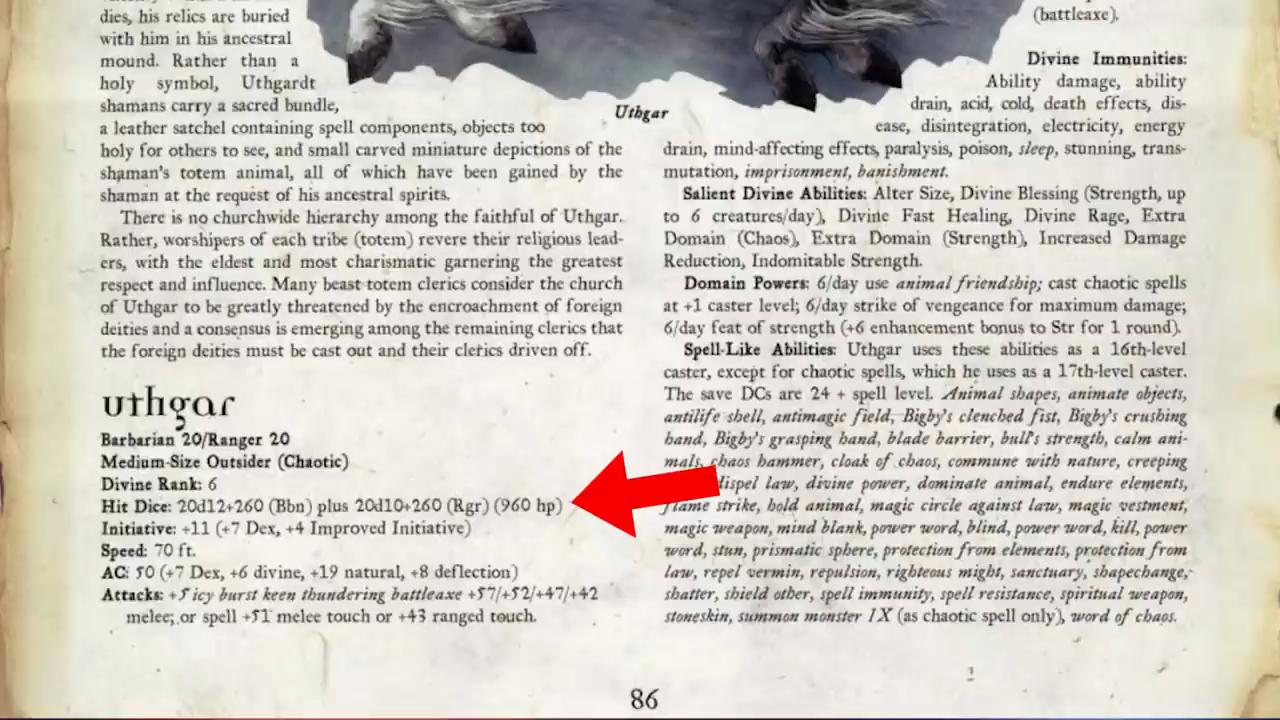 dies, his relics are buried
with him in his ancestral
mound. Rather than a
holy symbol, Uthgardt
shamans carry a sacred bundle,
a leather satchel containing spell components, objects too
holy for others to see, and small carved miniature depictions of the
shaman's totem animal, all of which have been gained by the
shaman at the request of his ancestral spirits.
There is no churchwide hierarchy among the faithful of Uthgar.
Rather, worshipers of each tribe (totem) revere their religious lead-
ers, with the eldest and most charismatic garnering the greatest
respect and influence. Many beast totem clerics consider the church
of Uthgar to be greatly threatened by the encroachment of foreign
deities and a consensus is emerging among the remaining clerics that
the foreign deities must be cast out and their clerics driven off.
uthgar
Barbarian 20/Ranger 20
Medium-Size Outsider (Chaotic)
Divine Rank: 6
Hit Dice: 20d12+260 (Bbn) plus 20d10+260 (Rgr) (960 hp)
Initiative: +11 (+7 Dex, +4 Improved Initiative)
Speed: 70 ft.
AC: 50 (+7 Dex, +6 divine, +19 natural, +8 deflection)
Attacks: +5 icy burst keen thundering battleaxe +57/+52/+47/+42
melee; or spell +51 melee touch or +43 ranged touch.
Uthgar
(battleaxe).
Divine Immunities:
Ability damage, ability
drain, acid, cold, death effects, dis-
ease, disintegration, electricity, energy
drain, mind-affecting effects, paralysis, poison, sleep, stunning, trans-
mutation, imprisonment, banishment.
Salient Divine Abilities: Alter Size, Divine Blessing (Strength, up
to 6 creatures/day), Divine Fast Healing, Divine Rage, Extra
Domain (Chaos), Extra Domain (Strength), Increased Damage
Reduction, Indomitable Strength.
Domain Powers: 6/day use animal friendship; cast chaotic spells
at +1 caster level; 6/day strike of vengeance for maximum damage;
6/day feat of strength (+6 enhancement bonus to Str for 1 round).
Spell-Like Abilities: Uthgar uses these abilities as a 16th-level
caster, except for chaotic spells, which he uses as a 17th-level caster.
The save DCs are 24 + spell level. Animal shapes, animate objects,
antilife shell, antimagic field, Bigby's clenched fist, Bigby's crushing
hand, Bigby's grasping hand, blade barrier, bull's strength, calm ani-
mals, chaos hammer, cloak of chaos, commune with nature, creeping
dispel law, divine power, dominate animal, endure elements,
flame strike, hold animal, magic circle against law, magic vestment,
magic weapon, mind blank, power word, blind, power word, kill, power
word, stun, prismatic sphere, protection from elements, protection from
law, repel vermin, repulsion, righteous might, sanctuary, shapechange,
shatter, shield other, spell immunity, spell resistance, spiritual weapon,
stoneskin, summon monster IX (as chaotic spell only), word of chaos.
86